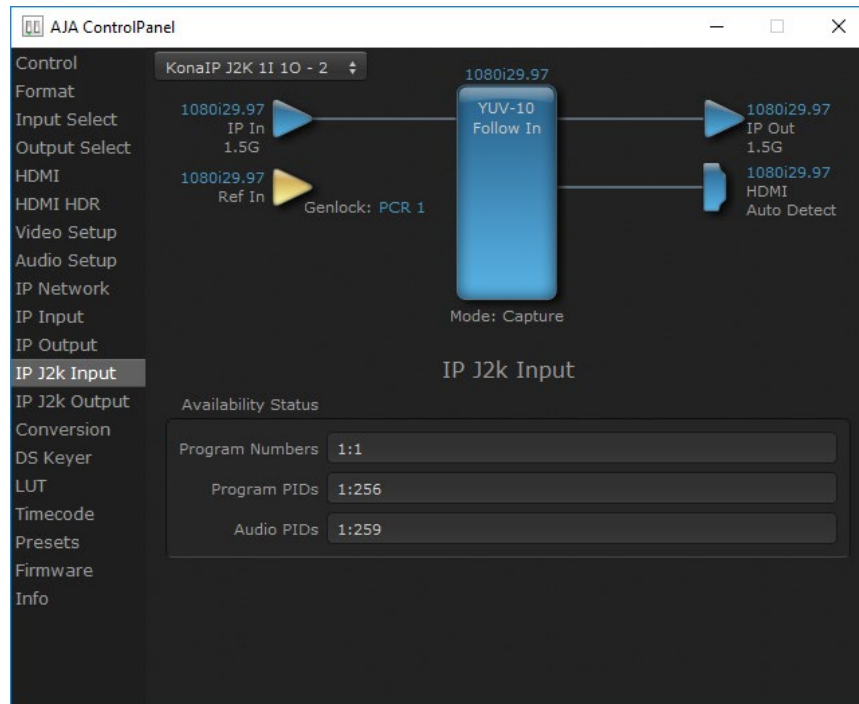 AJA ControlPanel
Control
Format
Input Select
Output Select
HDMI
HDMI HDR
Video Setup
Audio Setup
IP Network
IP Input
IP Output
IP J2k Input
IP J2k Output
Conversion
DS Keyer
LUT
Timecode
Presets
Firmware
Info
KonaIP J2K 1I 1O - 2
1080i29.97
1080i29.97
IP In
1.5G
1080i29.97
Ref In
Genlock: PCR 1
YUV-10
Follow In
Mode: Capture
1080i29.97
IP Out
1.5G
1080i29.97
HDMI
Auto Detect
IP J2k Input
Availability Status
Program Numbers 1:1
Program PIDs 1:256
Audio PIDs 1:259